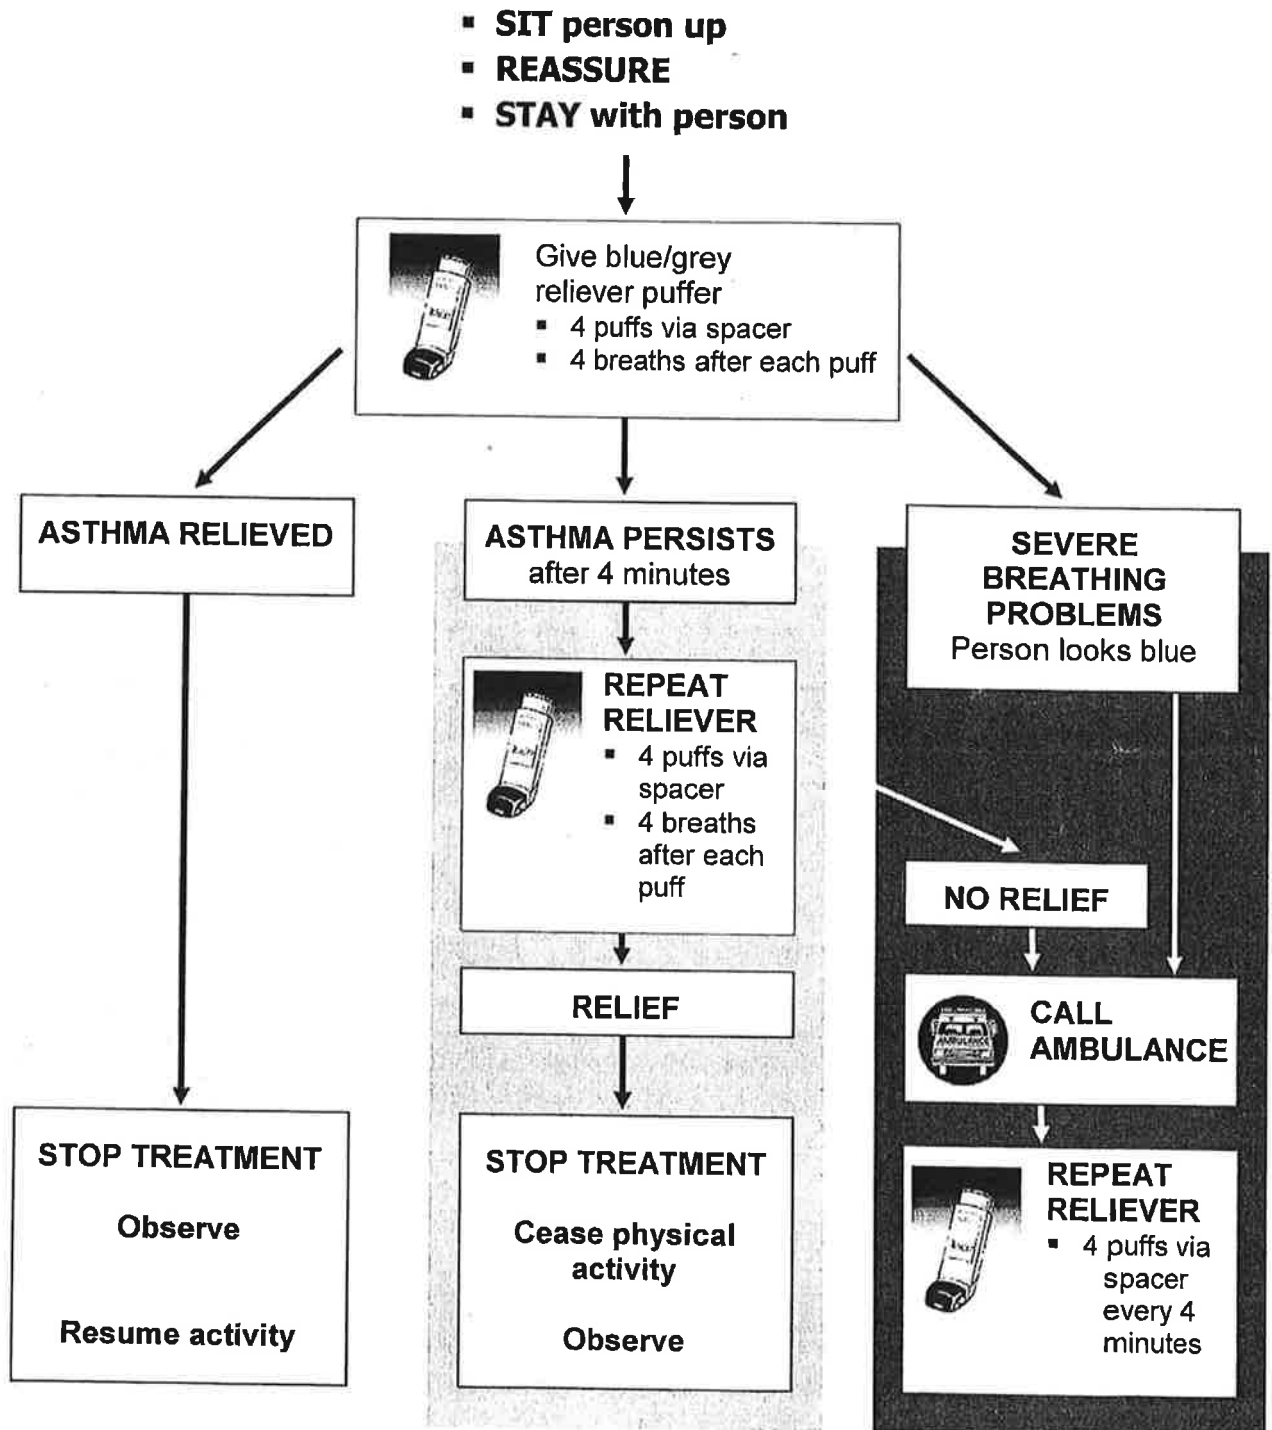 ▪ SIT person up
▪ REASSURE
▪ STAY with person
Give blue/grey
reliever puffer
▪ 4 puffs via spacer
▪ 4 breaths after each puff
ASTHMA RELIEVED
STOP TREATMENT
Observe
Resume activity
ASTHMA PERSISTS
after 4 minutes
REPEAT
RELIEVER
▪ 4 puffs via
spacer
▪ 4 breaths
after each
puff
RELIEF
STOP TREATMENT
Cease physical
activity
Observe
SEVERE
BREATHING
PROBLEMS
Person looks blue
NO RELIEF
CALL
AMBULANCE
AMBULANCE
REPEAT
RELIEVER
▪ 4 puffs via
spacer
every 4
minutes